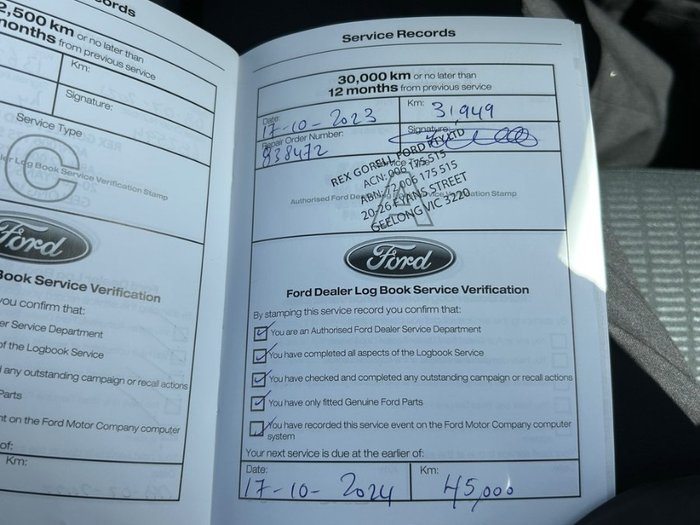 ords
2,500 km or no later than
months from previous service
Km:
Signature:
Service Type
er Log Book Service Verification Stamp
C
Ford
Book Service Verification
you confirm that:
er Service Department
of the Logbook Service
any outstanding campaign or recall actions
Parts
nt on the Ford Motor Company computer
of:
Km:
Service Records
30,000 km or no later than
12 months from previous service
Date: 17-10-2023
Km: 31949
Repair Order Number: 938472
Signature:
REX GORELL FORD PTY LTD
ACN: 006 175 515
ABN: 72 006 175 515
20-26 RYANS STREET
GEELONG VIC 3220
Authorised Ford Dealer Service Verification Stamp
Ford
Ford Dealer Log Book Service Verification
By stamping this service record you confirm that:
You are an Authorised Ford Dealer Service Department
You have completed all aspects of the Logbook Service
You have checked and completed any outstanding campaign or recall actions
You have only fitted Genuine Ford Parts
You have recorded this service event on the Ford Motor Company computer
system
Your next service is due at the earlier of:
Date: 17-10-2024
Km: 45,000